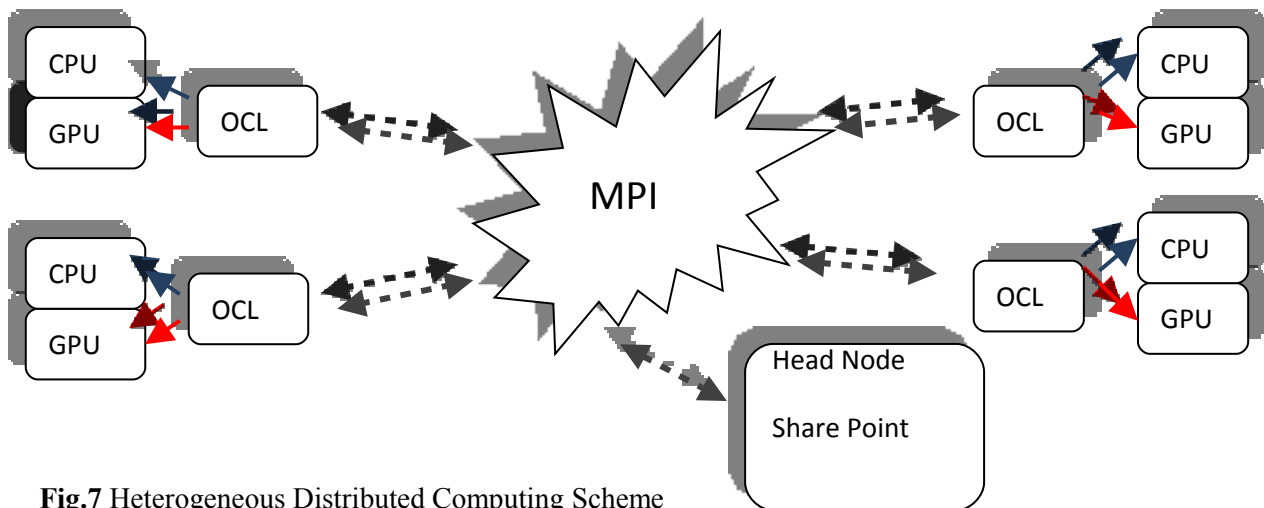 CPU
GPU
OCL
MPI
OCL
CPU
GPU
CPU
GPU
OCL
OCL
CPU
GPU
Head Node
Share Point
Fig.7 Heterogeneous Distributed Computing Scheme